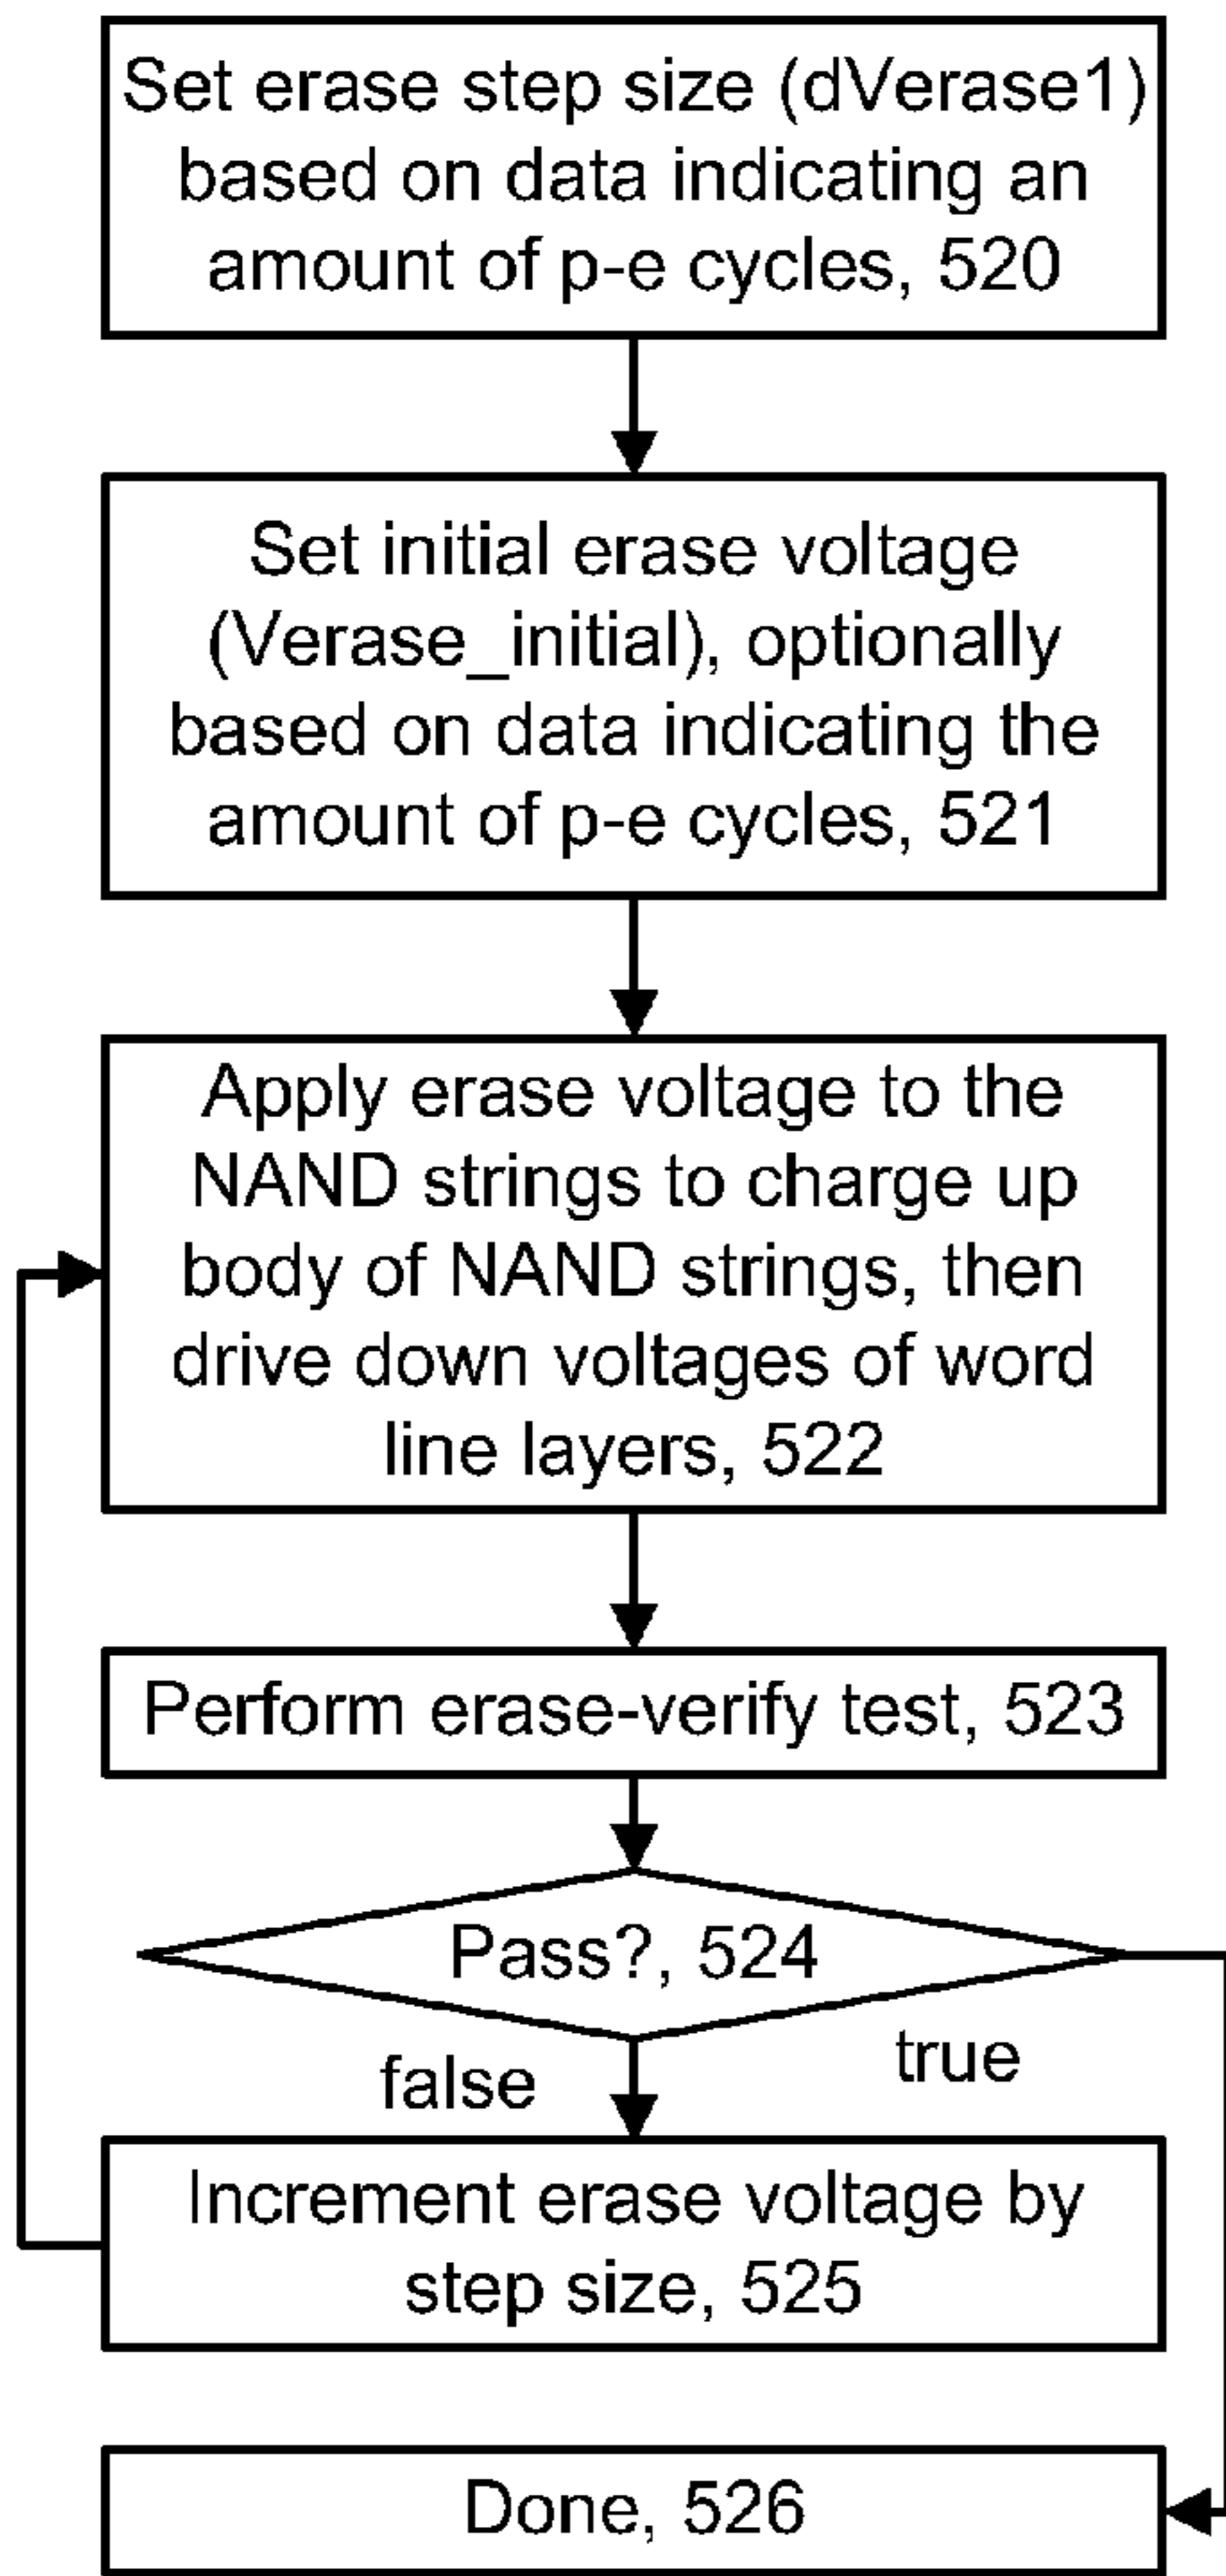 Set erase step size (dVerase1)
based on data indicating an
amount of p-e cycles, 520
Set initial erase voltage
(Verase_initial), optionally
based on data indicating the
amount of p-e cycles, 521
Apply erase voltage to the
NAND strings to charge up
body of NAND strings, then
drive down voltages of word
line layers, 522
Perform erase-verify test, 523
Pass?, 524
true
false
Increment erase voltage by
step size, 525
Done, 526